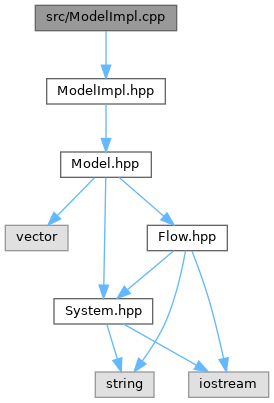 src/ModelImpl.cpp
ModelImpl.hpp
Model.hpp
vector
Flow.hpp
System.hpp
string
iostream